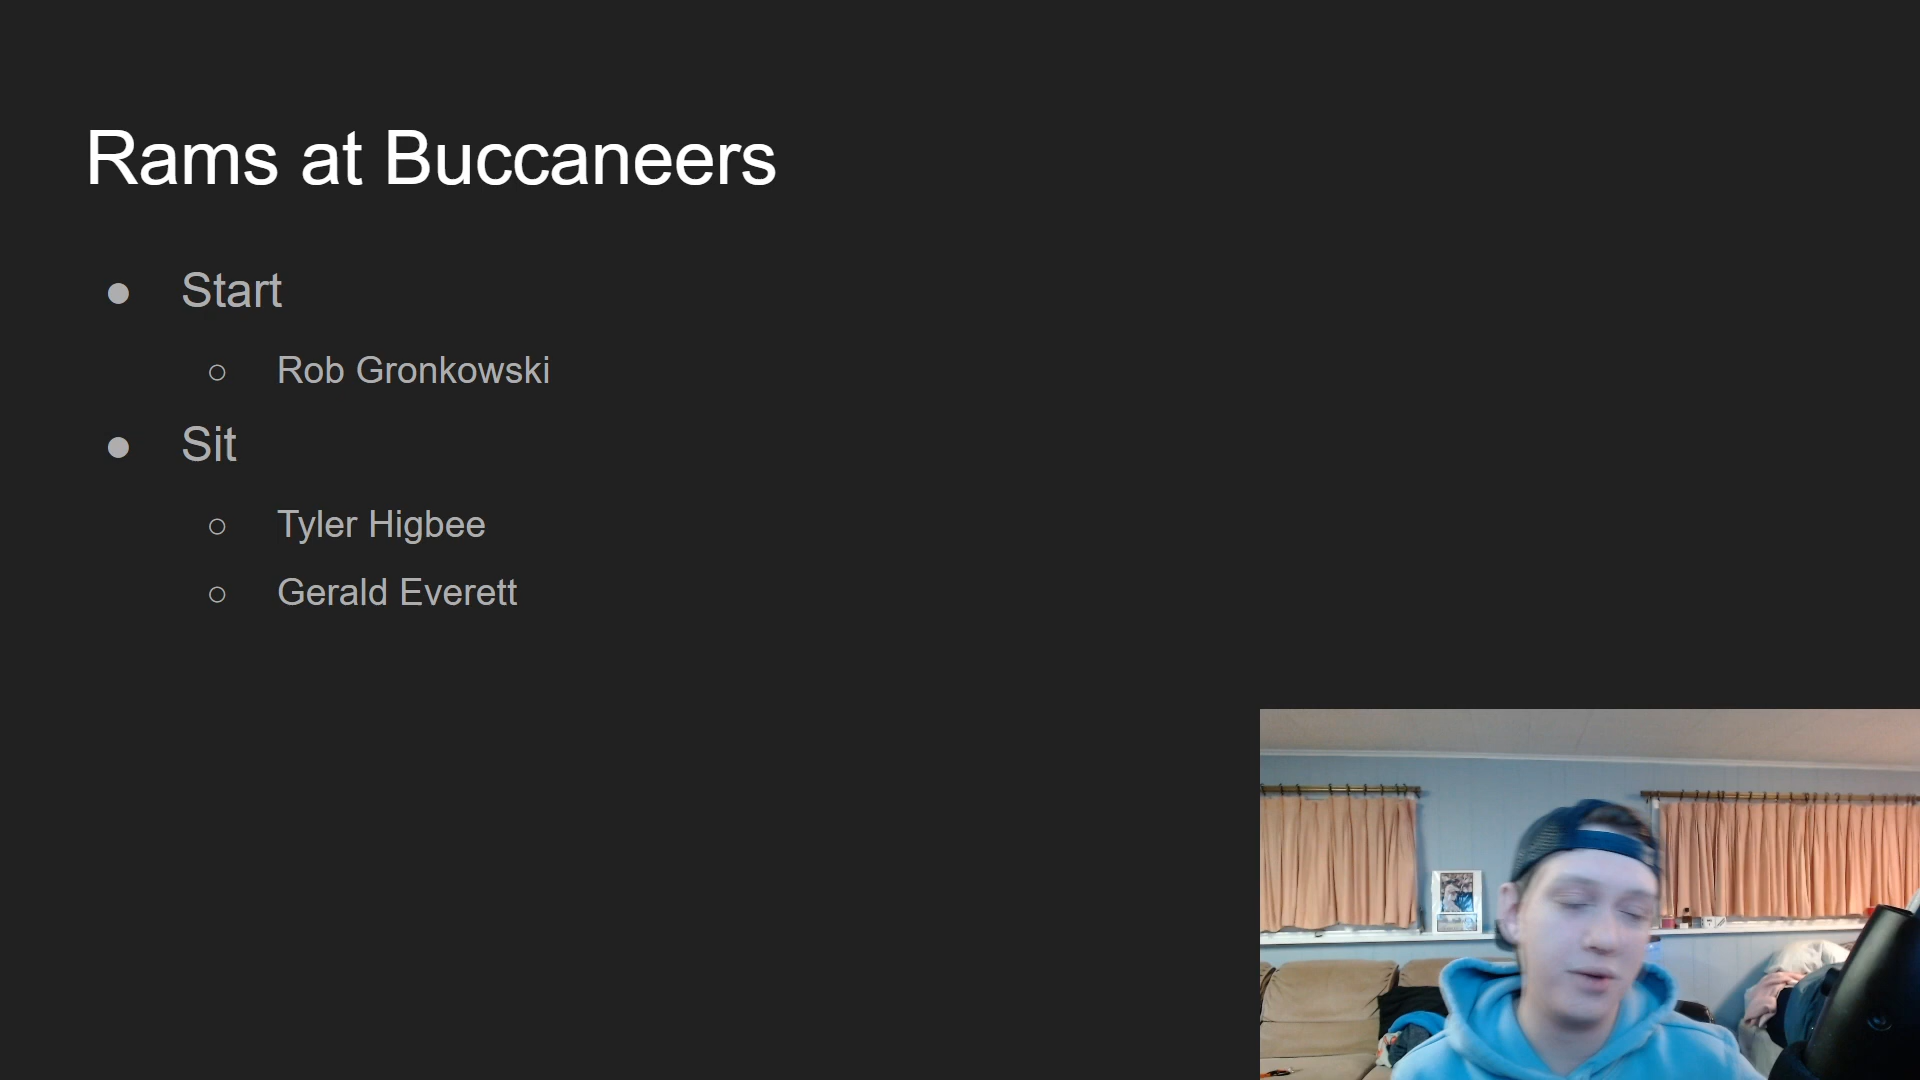 Rams at Buccaneers
Start
Rob Gronkowski
Sit
Tyler Higbee
Gerald Everett